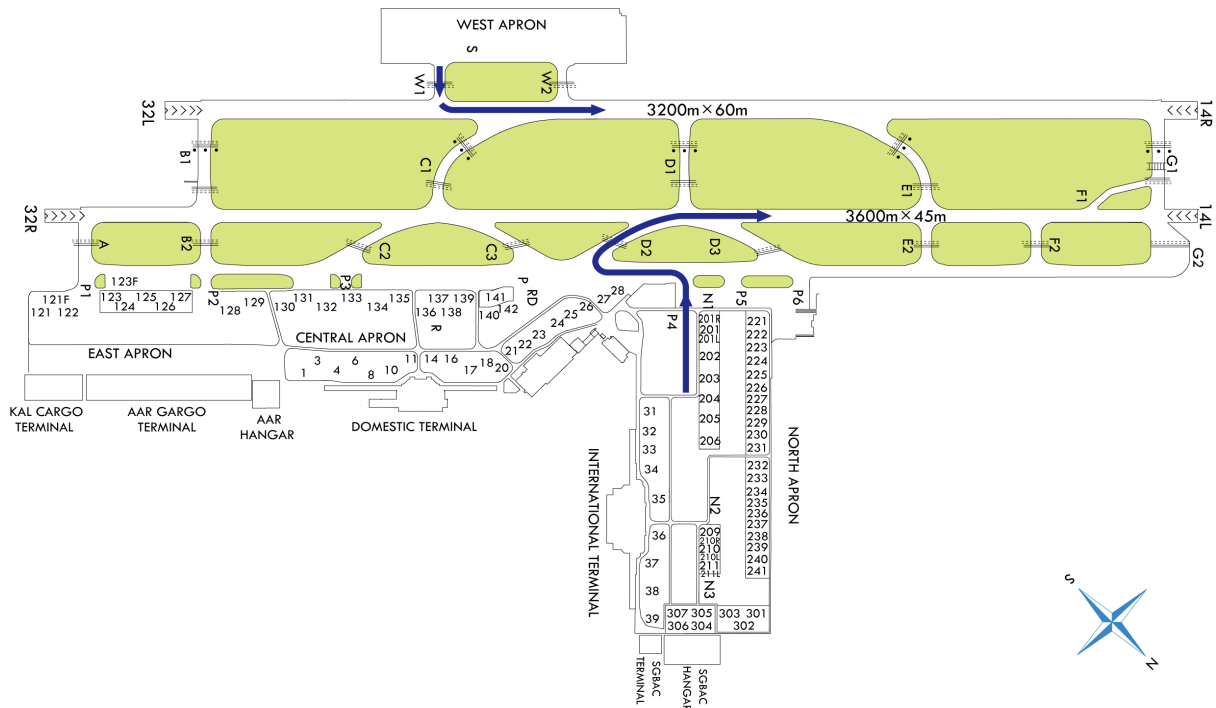 WEST APRON
S
W1
W2
32L
3200m×60m
14R
B1
C1
D1
E1
F1
G1
32R
3600m×45m
14L
A
B2
C2
C3
D2
D3
E2
F2
G2
P1
123F
121F
121 122
123 125 127
124 126
P2
128 129
P3
130 131 132 133 134 135
136 137 138 139
R
P
RD
140 141 142
EAST APRON
CENTRAL APRON
1 3 4 6 8 10 11
14 16 17 18 20
21 22 23 24 25 26
27 28
KAL CARGO
TERMINAL
AAR GARGO
TERMINAL
AAR
HANGAR
DOMESTIC TERMINAL
P4
N1
P5
P6
201R
201
201L
202
203
204
205
206
221
222
223
224
225
226
227
228
229
230
231
232
233
234
235
236
237
238
239
240
241
31
32
33
34
35
36
37
38
39
N2
209
210R
210
210L
211
211L
N3
307 305
306 304
303 301
302
NORTH APRON
INTERNATIONAL TERMINAL
SGBAC
TERMINAL
SGBAC
HANGAR
S
N